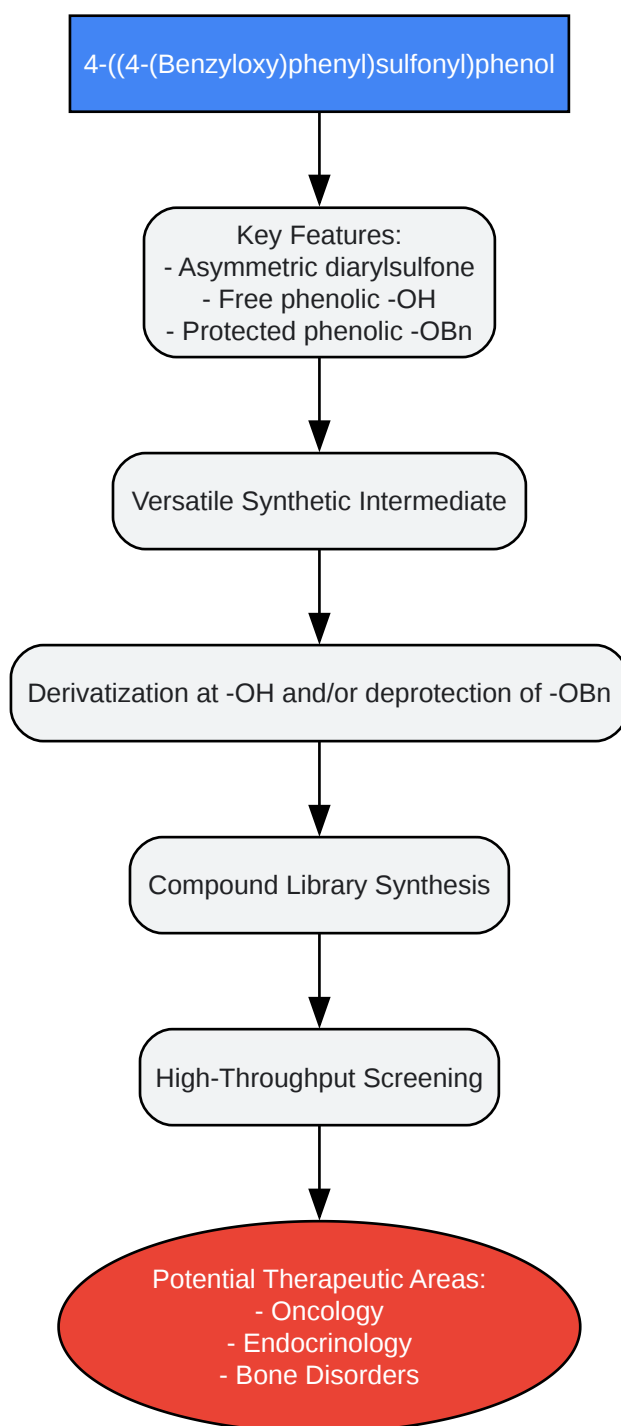 4-((4-(Benzyloxy)phenyl)sulfonyl)phenol
Key Features:
- Asymmetric diarylsulfone
- Free phenolic -OH
- Protected phenolic -OBn
Versatile Synthetic Intermediate
Derivatization at -OH and/or deprotection of -OBn
Compound Library Synthesis
High-Throughput Screening
Potential Therapeutic Areas:
- Oncology
- Endocrinology
- Bone Disorders